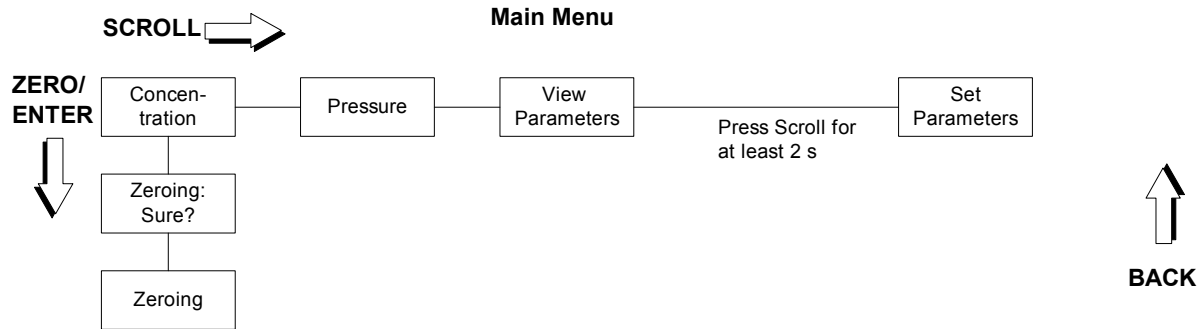 Main Menu
SCROLL
ZERO/
ENTER
Concen-
tration
Pressure
View
Parameters
Press Scroll for
at least 2 s
Set
Parameters
Zeroing:
Sure?
Zeroing
BACK